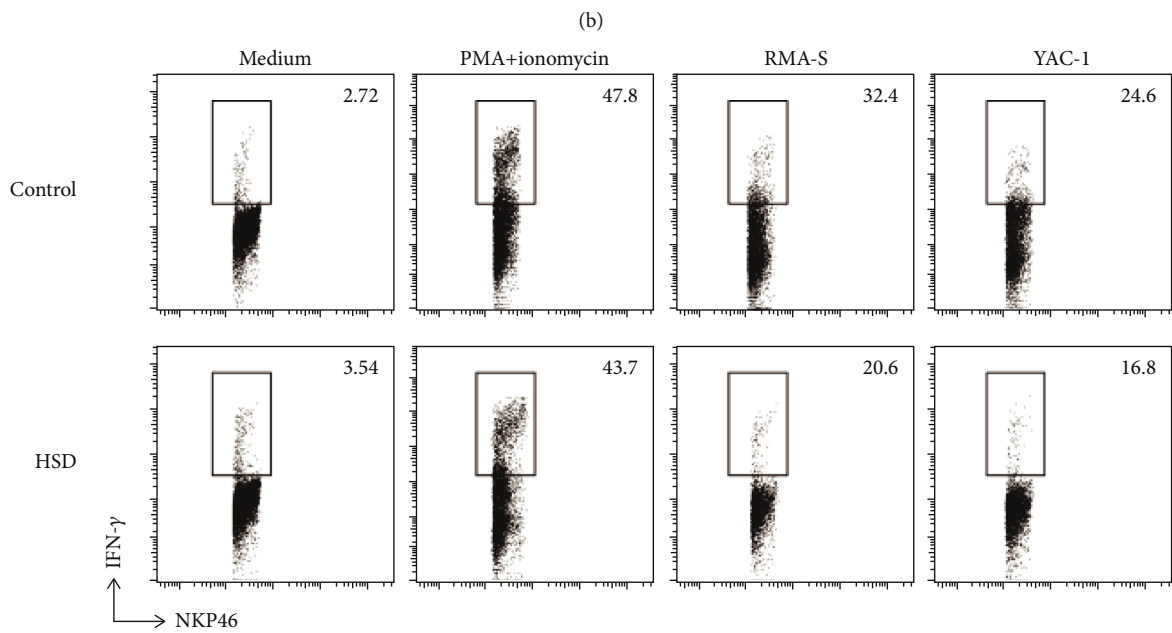 (b)
Medium PMA+ionomycin RMA-S YAC-1
Control 2.72 47.8 32.4 24.6
HSD 3.54 43.7 20.6 16.8
IFN-γ
NKP46